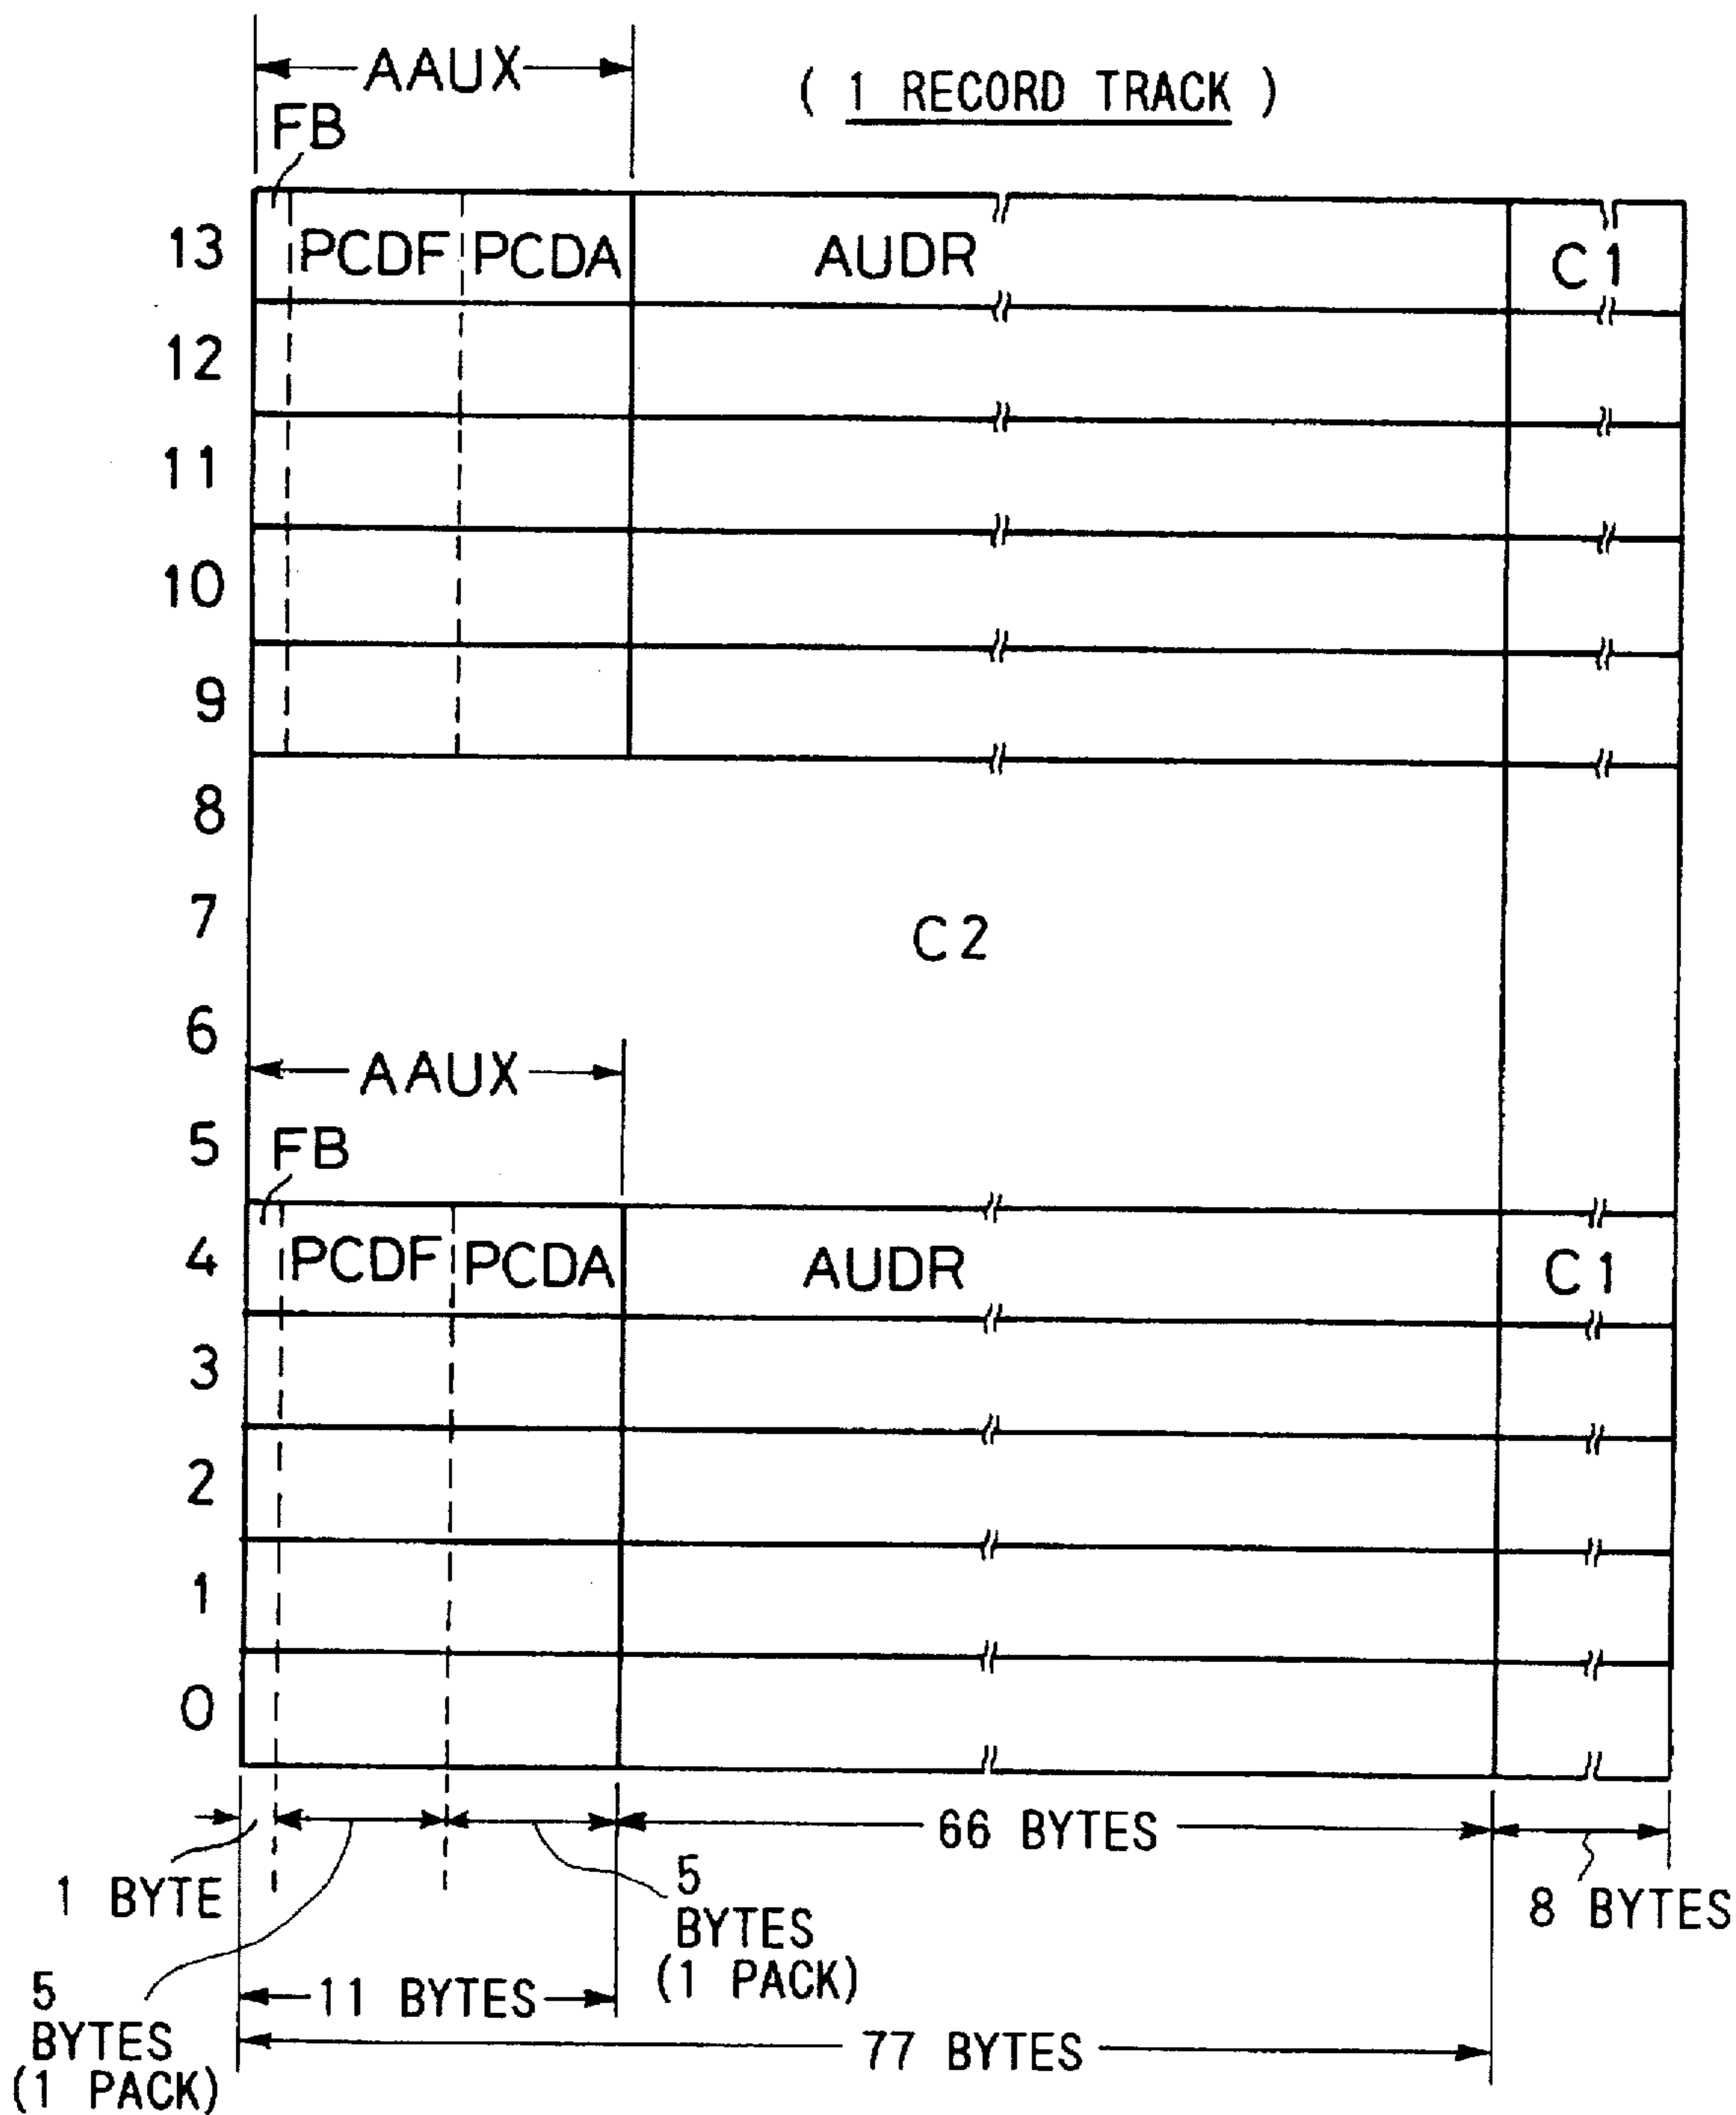 AAUX
( 1 RECORD TRACK )
FB
13 PCDF PCDA AUDR C1
12
11
10
9
8
7 C2
6
AAUX
5 FB
4 PCDF PCDA AUDR C1
3
2
1
0
66 BYTES
1 BYTE
5
BYTES
(1 PACK)
8 BYTES
5
BYTES
(1 PACK)
11 BYTES
77 BYTES